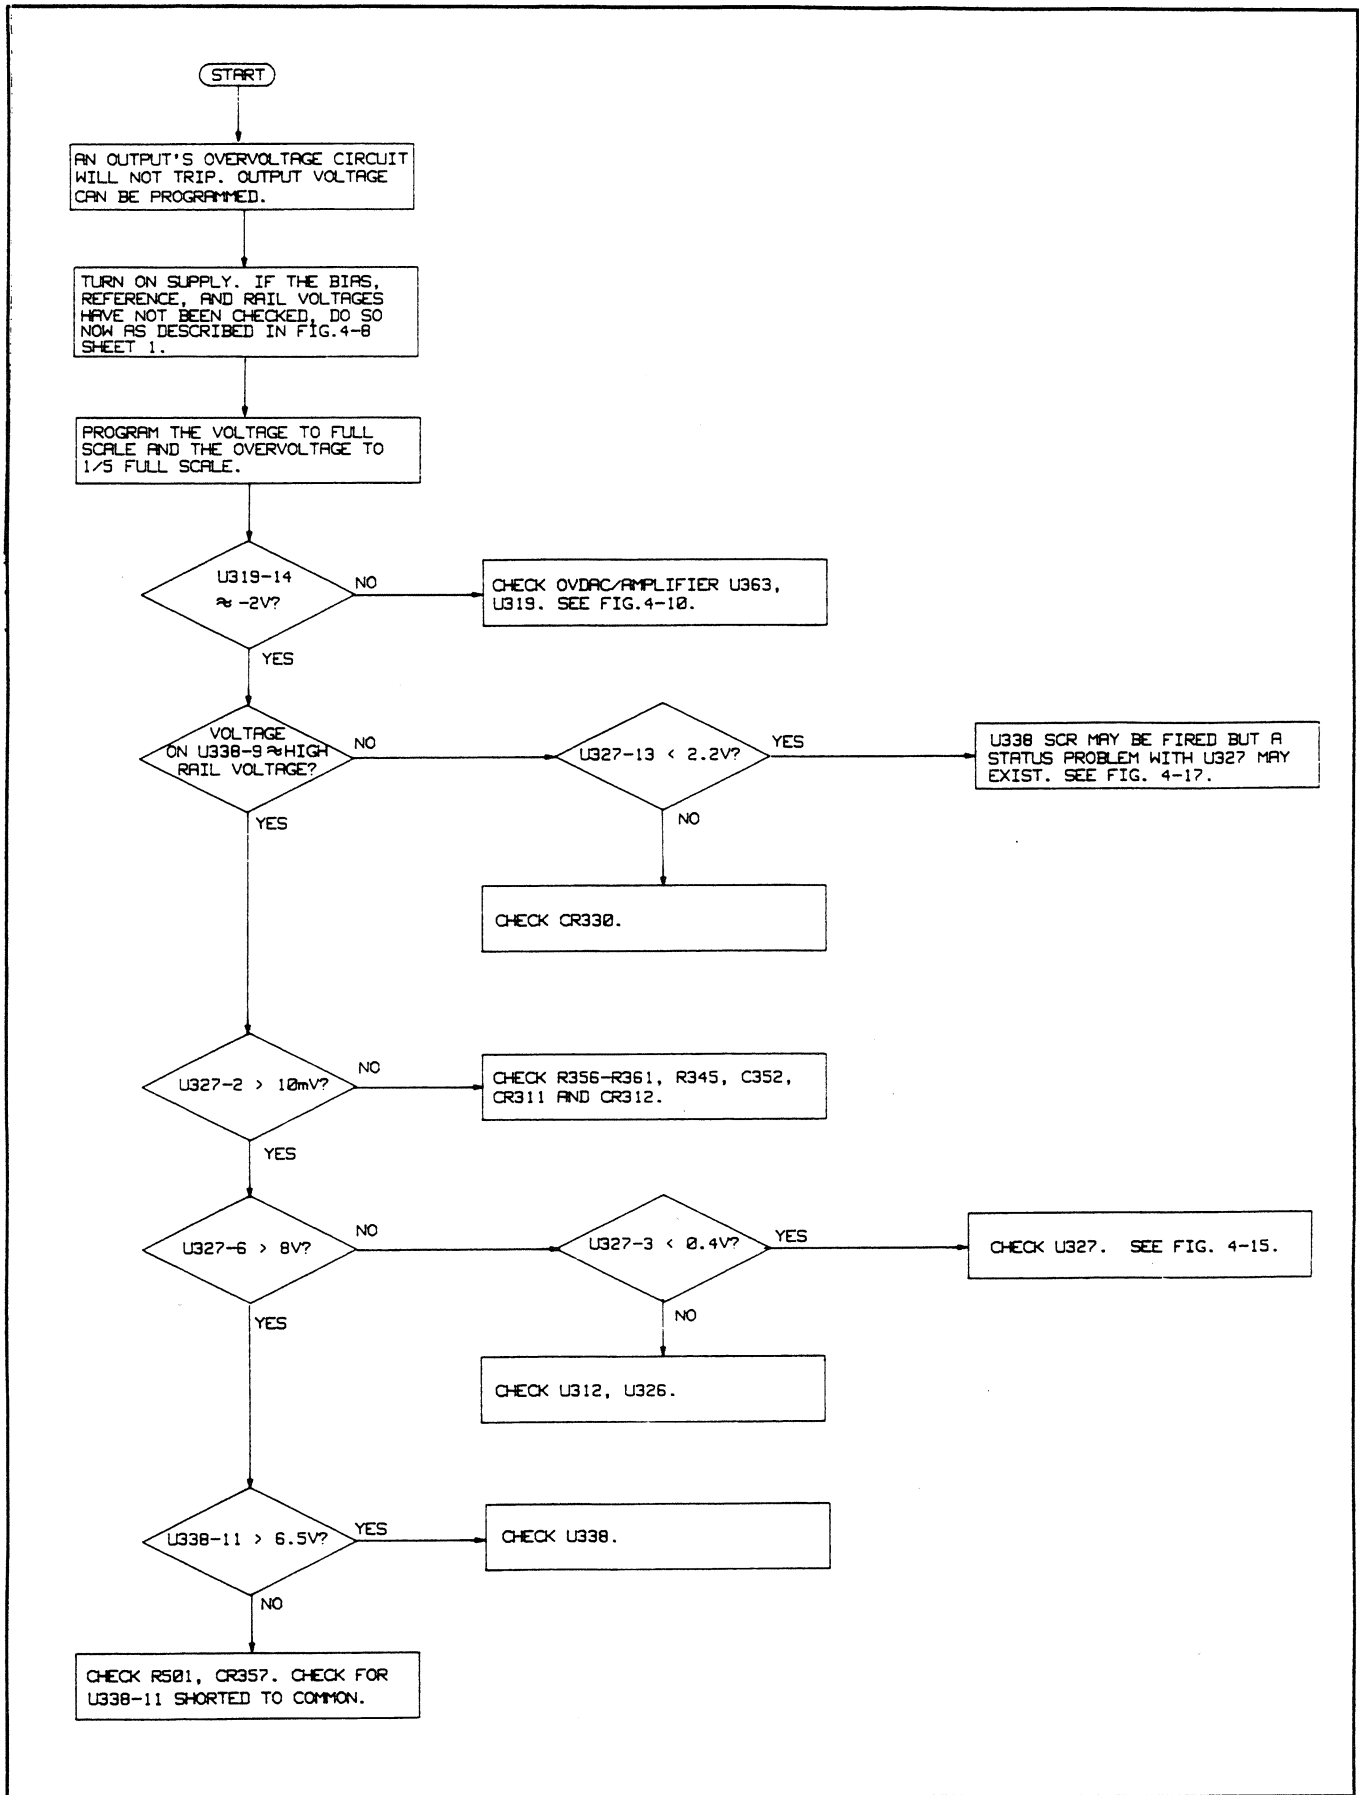 START
AN OUTPUT'S OVERVOLTAGE CIRCUIT
WILL NOT TRIP. OUTPUT VOLTAGE
CAN BE PROGRAMMED.
TURN ON SUPPLY. IF THE BIAS,
REFERENCE, AND RAIL VOLTAGES
HAVE NOT BEEN CHECKED, DO SO
NOW AS DESCRIBED IN FIG.4-8
SHEET 1.
PROGRAM THE VOLTAGE TO FULL
SCALE AND THE OVERVOLTAGE TO
1/5 FULL SCALE.
U319-14
≈ -2V?
NO
CHECK OVDAC/AMPLIFIER U363,
U319. SEE FIG.4-10.
YES
VOLTAGE
ON U338-9≈HIGH
RAIL VOLTAGE?
NO
U327-13 < 2.2V?
YES
U338 SCR MAY BE FIRED BUT A
STATUS PROBLEM WITH U327 MAY
EXIST. SEE FIG. 4-17.
YES
NO
CHECK CR330.
U327-2 > 10mV?
NO
CHECK R356-R361, R345, C352,
CR311 AND CR312.
YES
U327-6 > 8V?
NO
U327-3 < 0.4V?
YES
CHECK U327. SEE FIG. 4-15.
YES
NO
CHECK U312, U326.
U338-11 > 6.5V?
YES
CHECK U338.
NO
CHECK R501, CR357. CHECK FOR
U338-11 SHORTED TO COMMON.